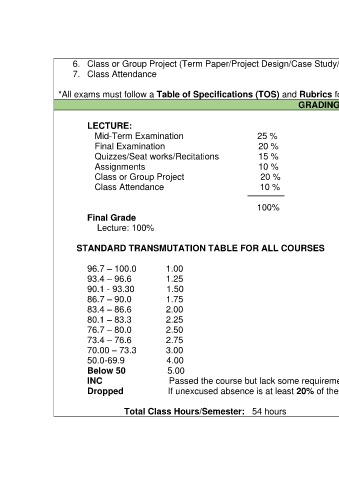 6. Class or Group Project (Term Paper/Project Design/Case Study/
7. Class Attendance
*All exams must follow a Table of Specifications (TOS) and Rubrics fo
GRADING
LECTURE:
Mid-Term Examination 25 %
Final Examination 20 %
Quizzes/Seat works/Recitations 15 %
Assignments 10 %
Class or Group Project 20 %
Class Attendance 10 %
100%
Final Grade
Lecture: 100%
STANDARD TRANSMUTATION TABLE FOR ALL COURSES
96.7 – 100.0 1.00
93.4 – 96.6 1.25
90.1 - 93.30 1.50
86.7 – 90.0 1.75
83.4 – 86.6 2.00
80.1 – 83.3 2.25
76.7 – 80.0 2.50
73.4 – 76.6 2.75
70.00 – 73.3 3.00
50.0-69.9 4.00
Below 50 5.00
INC Passed the course but lack some requireme
Dropped If unexcused absence is at least 20% of the
Total Class Hours/Semester: 54 hours